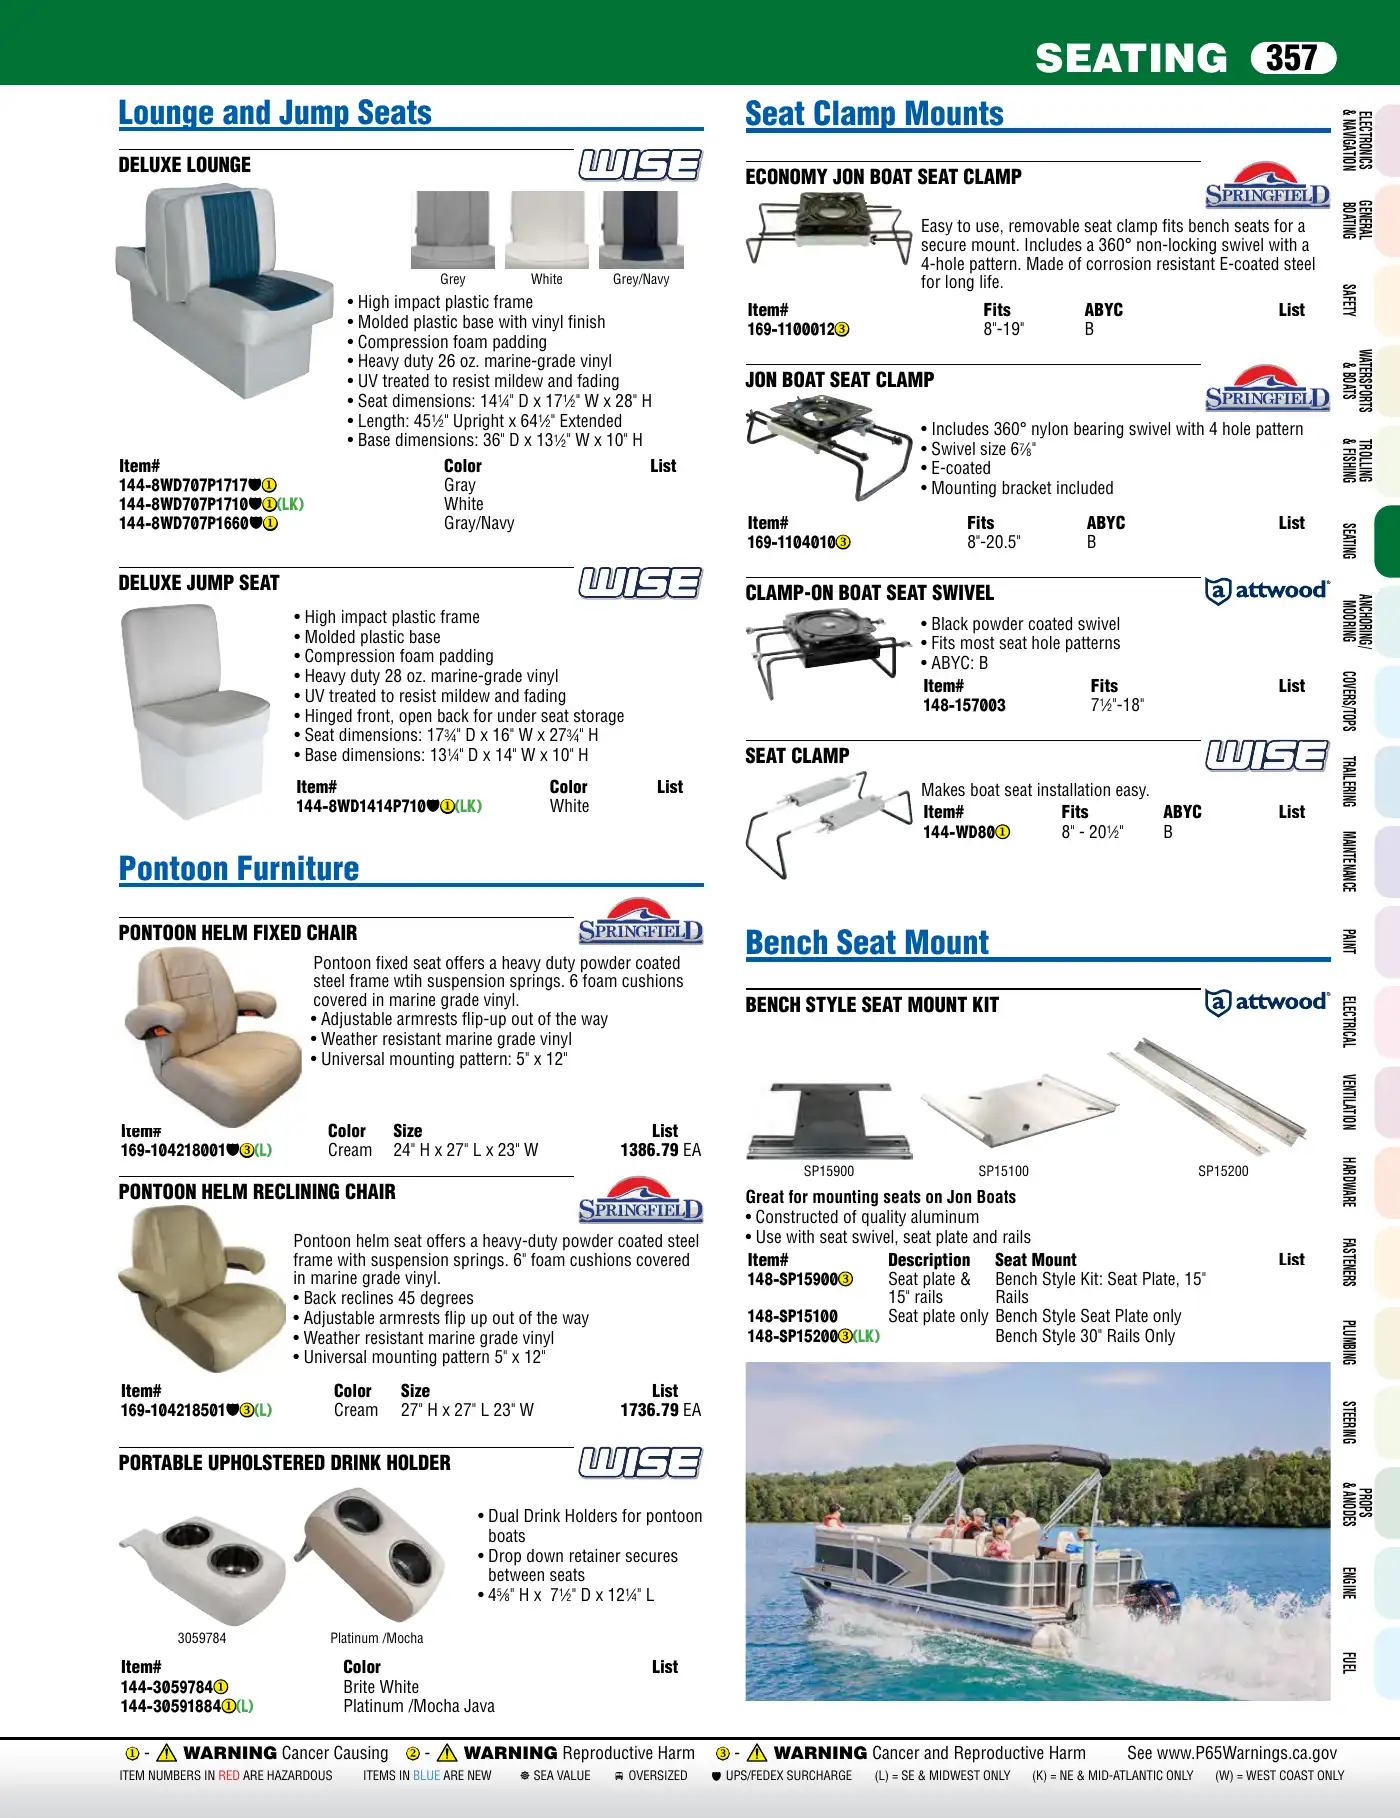 SEATING 357
Lounge and Jump Seats
DELUXE LOUNGE
WISE
Grey
White
Grey/Navy
• High impact plastic frame
• Molded plastic base with vinyl finish
• Compression foam padding
• Heavy duty 26 oz. marine-grade vinyl
• UV treated to resist mildew and fading
• Seat dimensions: 14¼" D x 17½" W x 28" H
• Length: 45½" Upright x 64½" Extended
• Base dimensions: 36" D x 13½" W x 10" H
Item# Color List
144-8WD707P1717 1 Gray
144-8WD707P1710 1 (LK) White
144-8WD707P1660 1 Gray/Navy
DELUXE JUMP SEAT
WISE
• High impact plastic frame
• Molded plastic base
• Compression foam padding
• Heavy duty 28 oz. marine-grade vinyl
• UV treated to resist mildew and fading
• Hinged front, open back for under seat storage
• Seat dimensions: 17¾" D x 16" W x 27¾" H
• Base dimensions: 13¼" D x 14" W x 10" H
Item# Color List
144-8WD1414P710 1 (LK) White
Pontoon Furniture
PONTOON HELM FIXED CHAIR
SPRINGFIELD
Pontoon fixed seat offers a heavy duty powder coated
steel frame wtih suspension springs. 6 foam cushions
covered in marine grade vinyl.
• Adjustable armrests flip-up out of the way
• Weather resistant marine grade vinyl
• Universal mounting pattern: 5" x 12"
Item# Color Size List
169-104218001 3 (L) Cream 24" H x 27" L x 23" W 1386.79 EA
PONTOON HELM RECLINING CHAIR
SPRINGFIELD
Pontoon helm seat offers a heavy-duty powder coated steel
frame with suspension springs. 6" foam cushions covered
in marine grade vinyl.
• Back reclines 45 degrees
• Adjustable armrests flip up out of the way
• Weather resistant marine grade vinyl
• Universal mounting pattern 5" x 12"
Item# Color Size List
169-104218501 3 (L) Cream 27" H x 27" L 23" W 1736.79 EA
PORTABLE UPHOLSTERED DRINK HOLDER
WISE
• Dual Drink Holders for pontoon
boats
• Drop down retainer secures
between seats
• 4⅝" H x 7½" D x 12¼" L
3059784
Platinum /Mocha
Item# Color List
144-3059784 1 Brite White
144-30591884 1 (L) Platinum /Mocha Java
Seat Clamp Mounts
ECONOMY JON BOAT SEAT CLAMP
SPRINGFIELD
Easy to use, removable seat clamp fits bench seats for a
secure mount. Includes a 360° non-locking swivel with a
4-hole pattern. Made of corrosion resistant E-coated steel
for long life.
Item# Fits ABYC List
169-1100012 3 8"-19" B
JON BOAT SEAT CLAMP
SPRINGFIELD
• Includes 360° nylon bearing swivel with 4 hole pattern
• Swivel size 6⅞"
• E-coated
• Mounting bracket included
Item# Fits ABYC List
169-1104010 3 8"-20.5" B
CLAMP-ON BOAT SEAT SWIVEL
attwood
• Black powder coated swivel
• Fits most seat hole patterns
• ABYC: B
Item# Fits List
148-157003 7½"-18"
SEAT CLAMP
WISE
Makes boat seat installation easy.
Item# Fits ABYC List
144-WD80 1 8" - 20½" B
Bench Seat Mount
BENCH STYLE SEAT MOUNT KIT
attwood
SP15900
SP15100
SP15200
Great for mounting seats on Jon Boats
• Constructed of quality aluminum
• Use with seat swivel, seat plate and rails
Item# Description Seat Mount List
148-SP15900 3 Seat plate & Bench Style Kit: Seat Plate, 15"
15" rails Rails
148-SP15100 Seat plate only Bench Style Seat Plate only
148-SP15200 3 (LK) Bench Style 30" Rails Only
ELECTRONICS
& NAVIGATION
GENERAL
BOATING
SAFETY
WATERSPORTS
& BOATS
TROLLING
& FISHING
SEATING
ANCHORING/
MOORING
COVERS/TOPS
TRAILERING
MAINTENANCE
PAINT
ELECTRICAL
VENTILATION
HARDWARE
FASTENERS
PLUMBING
STEERING
PROPS
& ANODES
ENGINE
FUEL
1 - WARNING Cancer Causing 2 - WARNING Reproductive Harm 3 - WARNING Cancer and Reproductive Harm See www.P65Warnings.ca.gov
ITEM NUMBERS IN RED ARE HAZARDOUS ITEMS IN BLUE ARE NEW SEA VALUE OVERSIZED UPS/FEDEX SURCHARGE (L) = SE & MIDWEST ONLY (K) = NE & MID-ATLANTIC ONLY (W) = WEST COAST ONLY